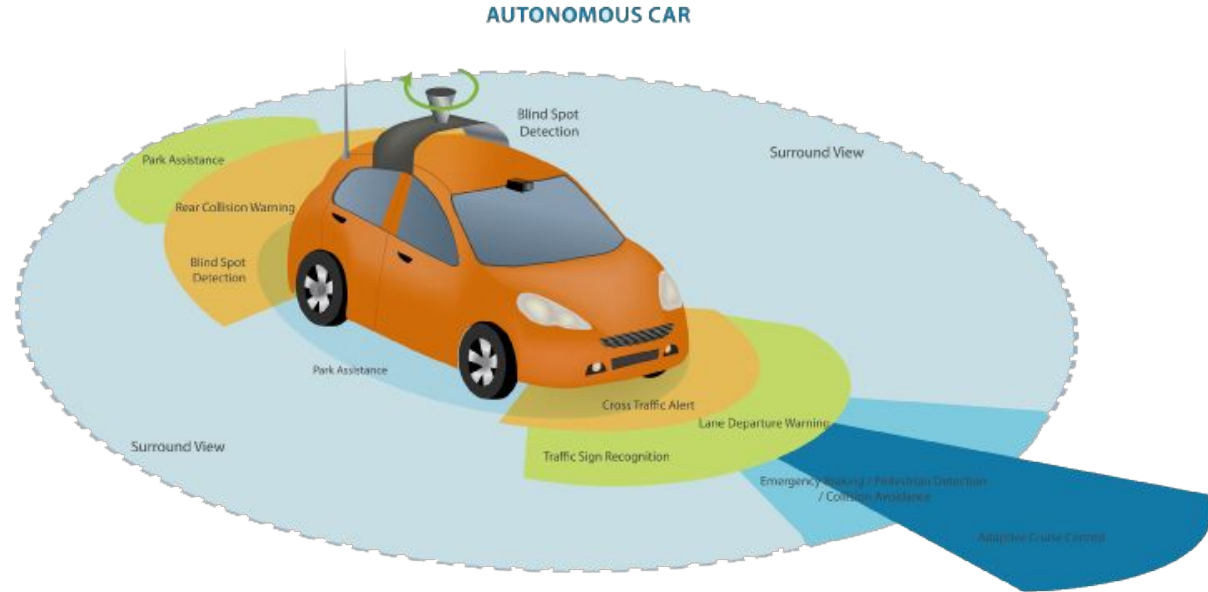 AUTONOMOUS CAR
Blind Spot
Detection
Surround View
Park Assistance
Rear Collision Warning
Blind Spot
Detection
Park Assistance
Cross Traffic Alert
Lane Departure Warning
Surround View
Traffic Sign Recognition
Emergency Braking / Pedestrian Detection
/ Collision Avoidance
Adaptive Cruise Control